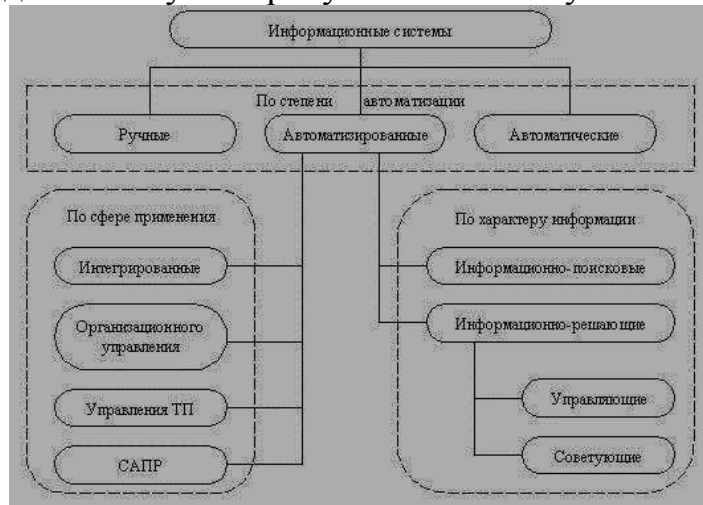 Информационные системы
По степени автоматизации
Ручные
Автоматизированные
Автоматические
По сфере применения
Интегрированные
Организационного
управления
Управления ТП
САПР
По характеру информации
Информационно-поисковые
Информационно-решающие
Управляющие
Советующие